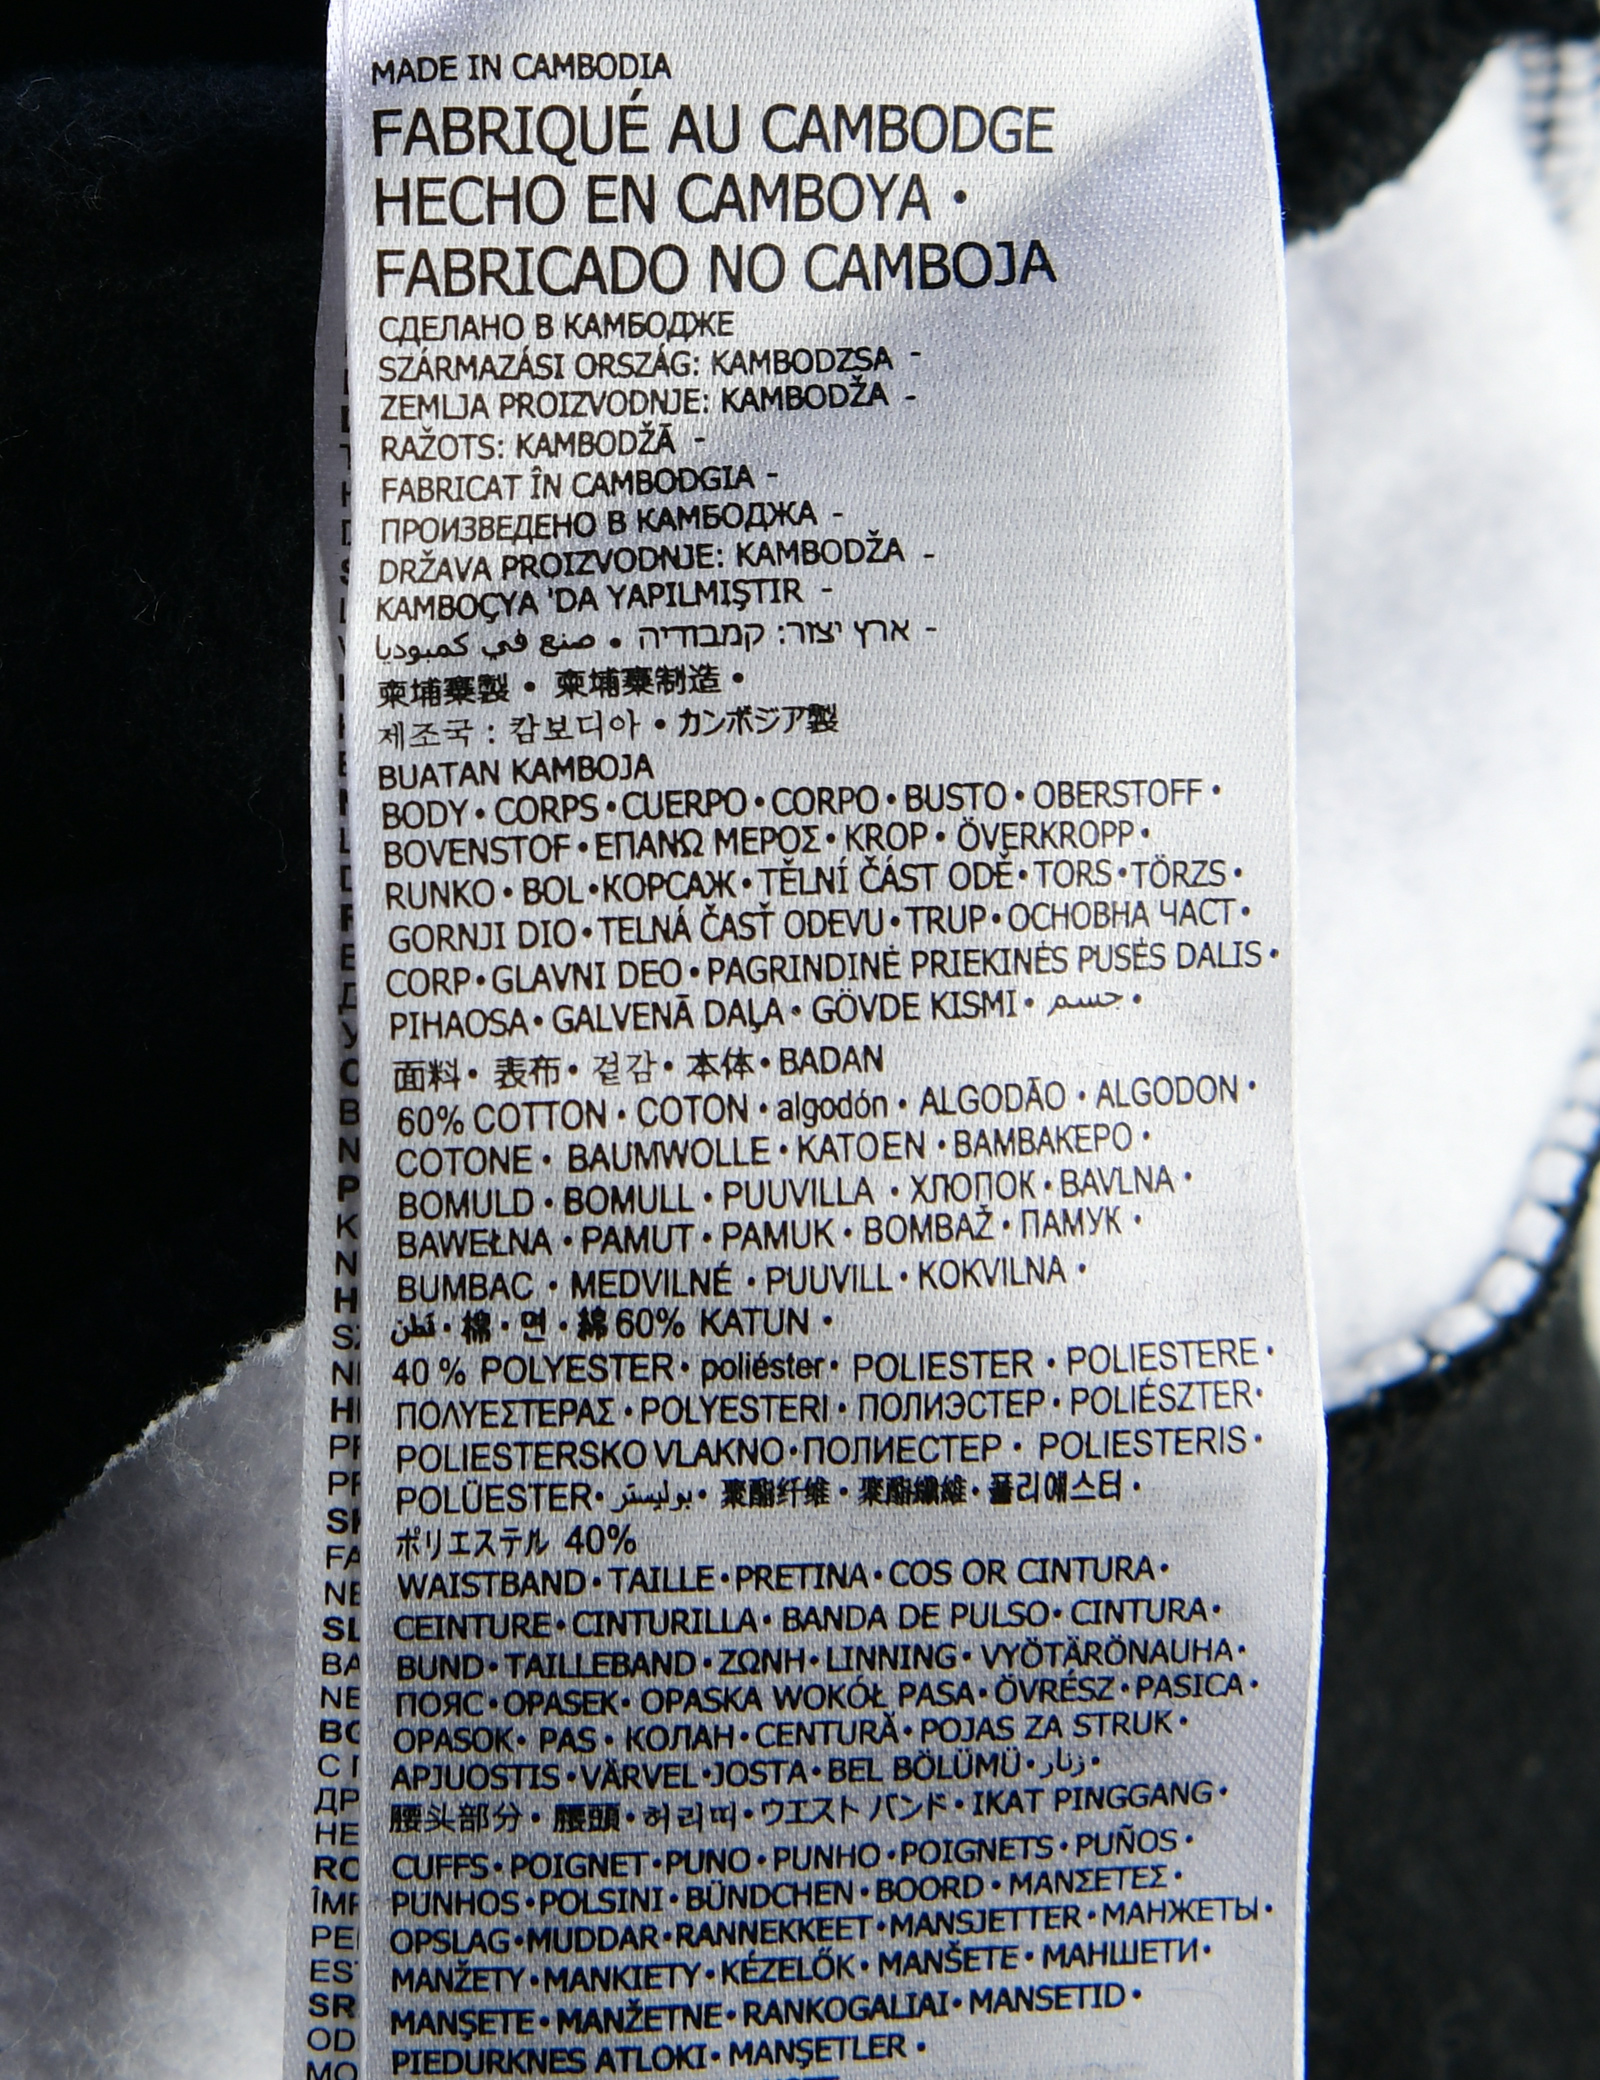 MADE IN CAMBODIA
FABRIQUÉ AU CAMBODGE
HECHO EN CAMBOYA •
FABRICADO NO CAMBOJA
СДЕЛАНО В КАМБОДЖЕ
SZÁRMAZÁSI ORSZÁG: KAMBODZSA -
ZEMLJA PROIZVODNJE: KAMBODŽA -
RAŽOTS: KAMBODŽĀ -
FABRICAT ÎN CAMBODGIA -
ПРОИЗВЕДЕНО В КАМБОДЖА -
DRŽAVA PROIZVODNJE: KAMBODŽA -
KAMBOÇYA 'DA YAPILMIŞTIR -
صنع في كمبوديا • ארץ יצור: קמבודיה -
柬埔寨製 • 柬埔寨制造 •
제조국 : 캄보디아 • カンボジア製
BUATAN KAMBOJA
BODY • CORPS • CUERPO • CORPO • BUSTO • OBERSTOFF •
BOVENSTOF • ΕΠΑΝΩ ΜΕΡΟΣ • KROP • ÖVERKROPP •
RUNKO • BOL • КОРСАЖ • TĚLNÍ ČÁST ODĚ • TORS • TÖRZS •
GORNJI DIO • TELNÁ ČASŤ ODEVU • TRUP • ОСНОВНА ЧАСТ •
CORP • GLAVNI DEO • PAGRINDINĖ PRIEKINĖS PUSĖS DALIS •
PIHAOSA • GALVENĀ DAĻA • GÖVDE KISMI • جسم •
面料 • 表布 • 겉감 • 本体 • BADAN
60% COTTON • COTON • algodón • ALGODÃO • ALGODON •
COTONE • BAUMWOLLE • KATOEN • ΒΑΜΒΑΚΕΡΟ •
BOMULD • BOMULL • PUUVILLA • ХЛОПОК • BAVLNA •
BAWEŁNA • PAMUT • PAMUK • BOMBAŽ • ПАМУК •
BUMBAC • MEDVILNÉ • PUUVILL • KOKVILNA •
قطن • 棉 • 면 • 綿 60% KATUN •
40 % POLYESTER • poliéster • POLIESTER • POLIESTERE •
ΠΟΛΥΕΣΤΕΡΑΣ • POLYESTERI • ПОЛИЭСТЕР • POLIÉSZTER •
POLIESTERSKO VLAKNO • ПОЛИЕСТЕР • POLIESTERIS •
POLÜESTER • بوليستر • 聚酯纤维 • 聚酯纖維 • 폴리에스터 •
ポリエステル 40%
WAISTBAND • TAILLE • PRETINA • COS OR CINTURA •
CEINTURE • CINTURILLA • BANDA DE PULSO • CINTURA •
BUND • TAILLEBAND • ΖΩΝΗ • LINNING • VYÖTÄRÖNAUHA •
ПОЯС • OPASEK • OPASKA WOKÓŁ PASA • ÖVRÉSZ • PASICA •
OPASOK • PAS • КОЛАН • CENTURĂ • POJAS ZA STRUK •
APJUOSTIS • VÄRVEL • JOSTA • BEL BÖLÜMÜ • زنار •
腰头部分 • 腰頭 • 허리띠 • ウエスト バンド • IKAT PINGGANG •
CUFFS • POIGNET • PUNO • PUNHO • POIGNETS • PUÑOS •
PUNHOS • POLSINI • BÜNDCHEN • BOORD • ΜΑΝΣΕΤΕΣ •
OPSLAG • MUDDAR • RANNEKKEET • MANSJETTER • МАНЖЕТЫ •
MANŽETY • MANKIETY • KÉZELŐK • MANŠETE • МАНШЕТИ •
MANŞETE • MANŽETNE • RANKOGALIAI • MANSETID •
PIEDURKNES ATLOKI • MANŞETLER •